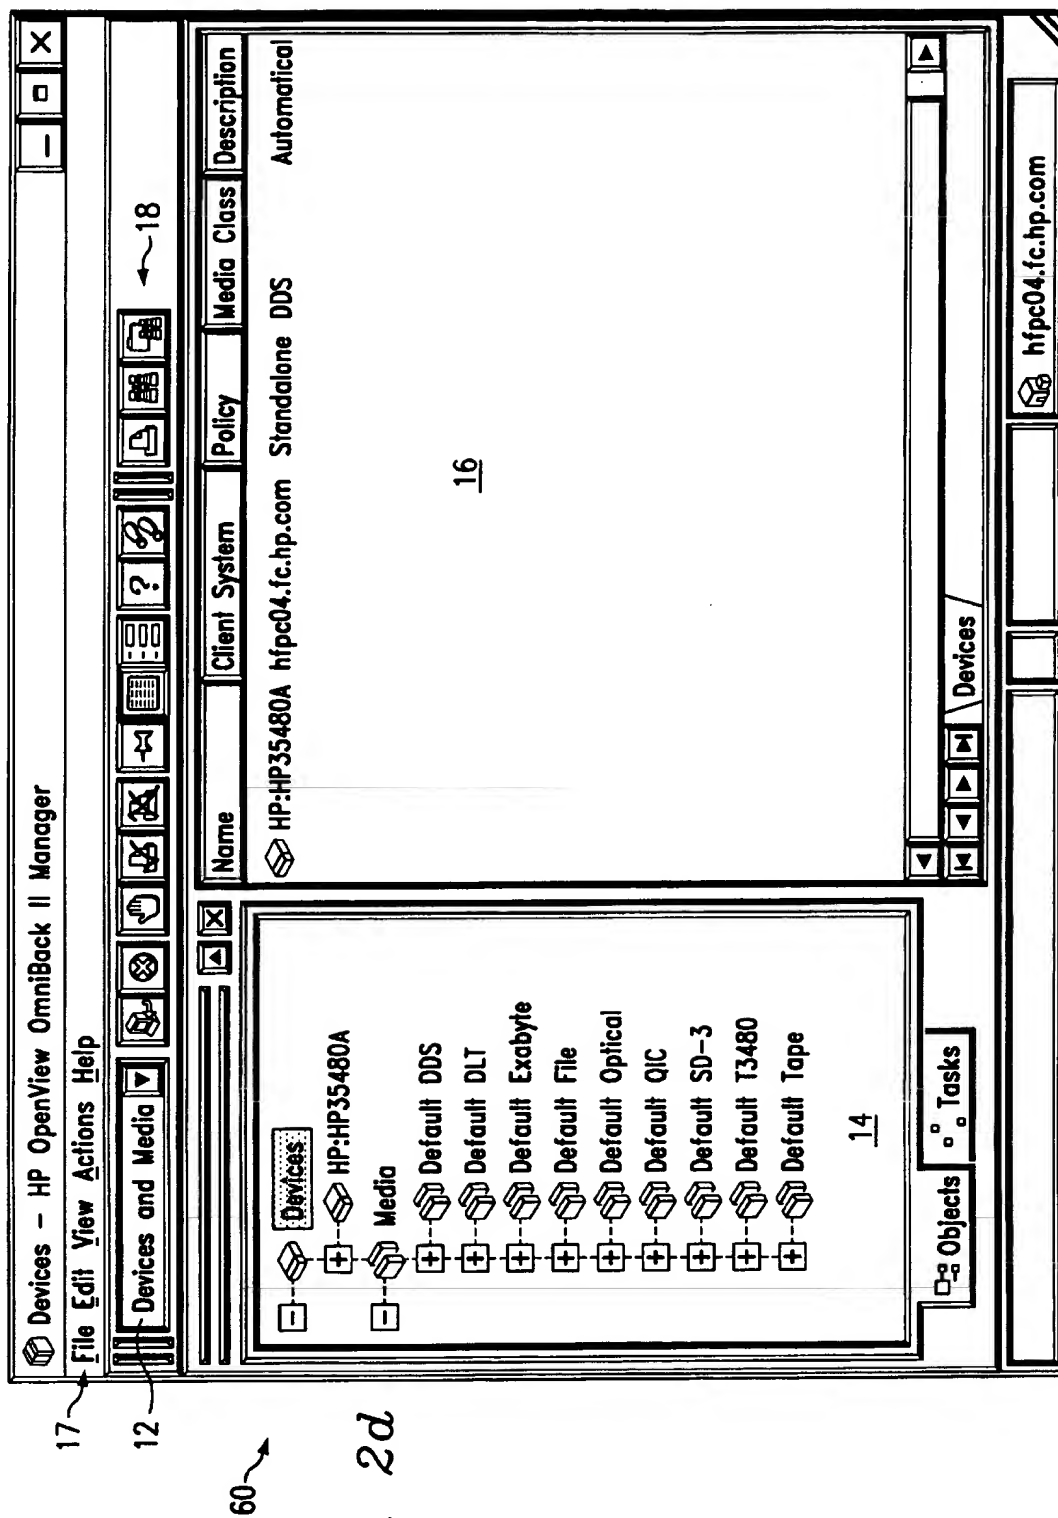 Devices – HP OpenView OmniBack II Manager
17
File Edit View Actions Help
12
Devices and Media
?
18
60
Name Client System Policy Media Class Description
HP:HP35480A hfpc04.fc.hp.com Standalone DDS Automatical
16
Devices
HP:HP35480A
Media
Default DDS
Default DLT
Default Exabyte
Default File
Default Optical
Default QIC
Default SD-3
Default T3480
Default Tape
14
Objects Tasks
Devices
hfpc04.fc.hp.com
2d